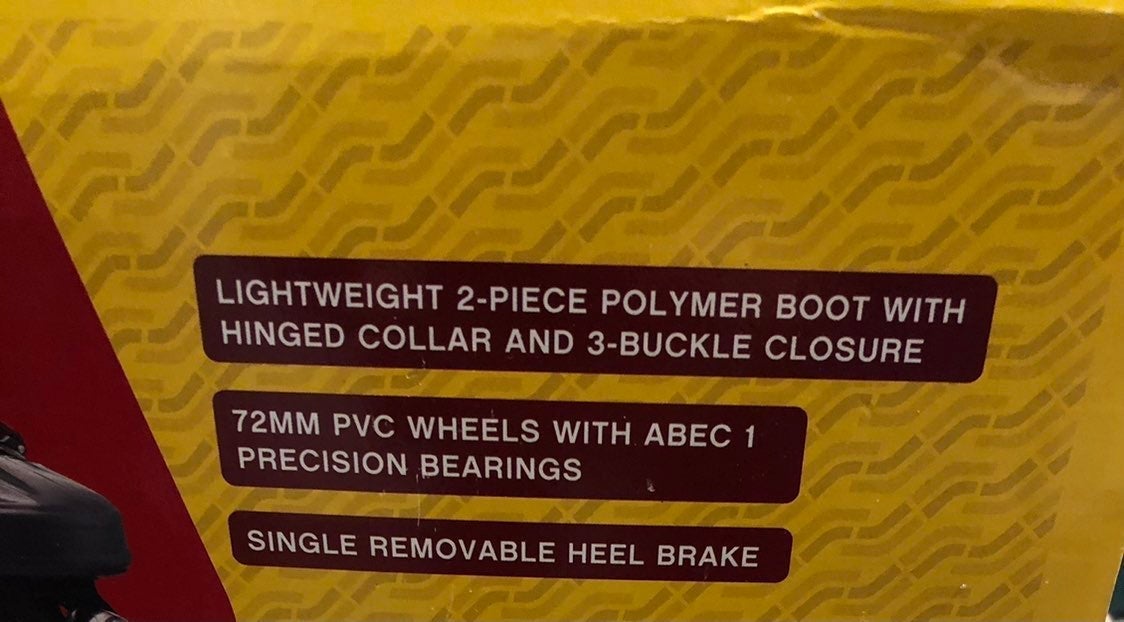 LIGHTWEIGHT 2-PIECE POLYMER BOOT WITH
HINGED COLLAR AND 3-BUCKLE CLOSURE
72MM PVC WHEELS WITH ABEC 1
PRECISION BEARINGS
SINGLE REMOVABLE HEEL BRAKE